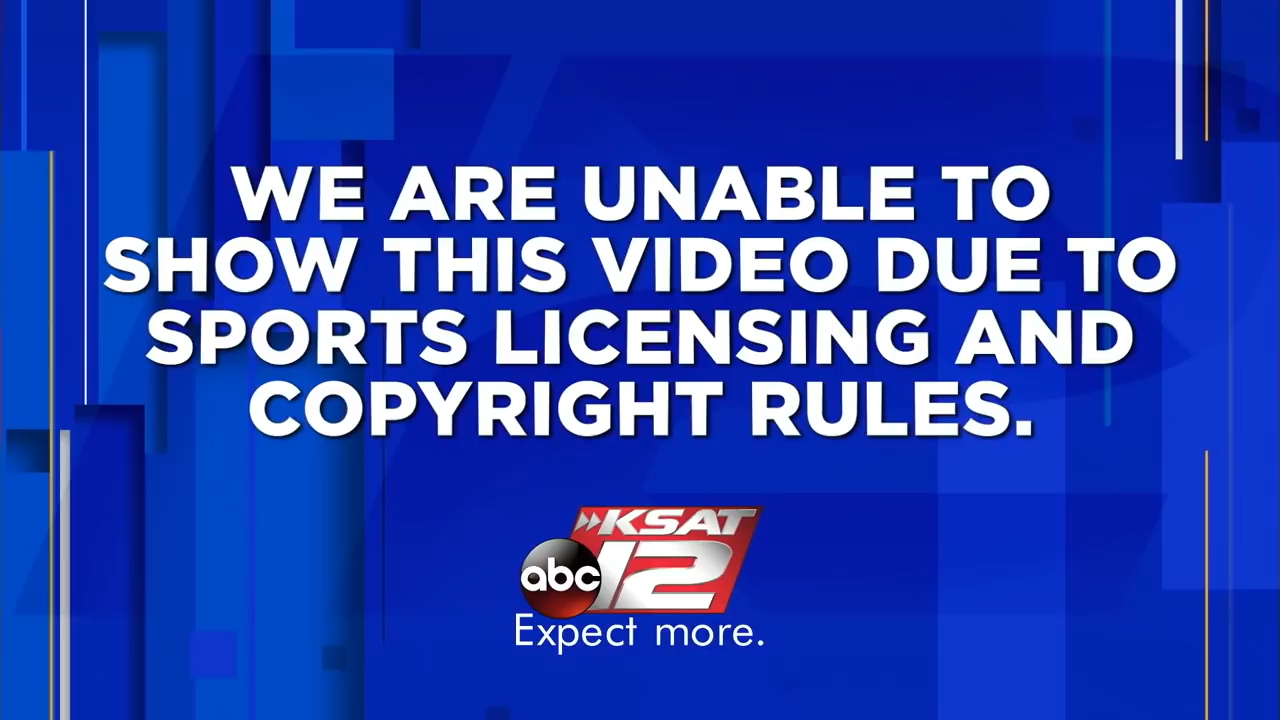 WE ARE UNABLE TO
SHOW THIS VIDEO DUE TO
SPORTS LICENSING AND
COPYRIGHT RULES.
KSAT
abc 12
Expect more.